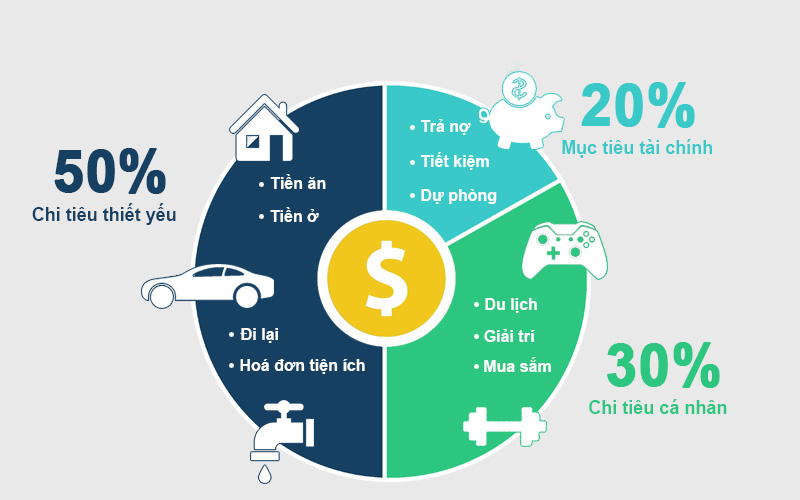 50%
Chi tiêu thiết yếu
• Tiền ăn
• Tiền ở
• Đi lại
• Hoá đơn tiện ích
20%
Mục tiêu tài chính
• Trả nợ
• Tiết kiệm
• Dự phòng
30%
Chi tiêu cá nhân
• Du lịch
• Giải trí
• Mua sắm
$
$